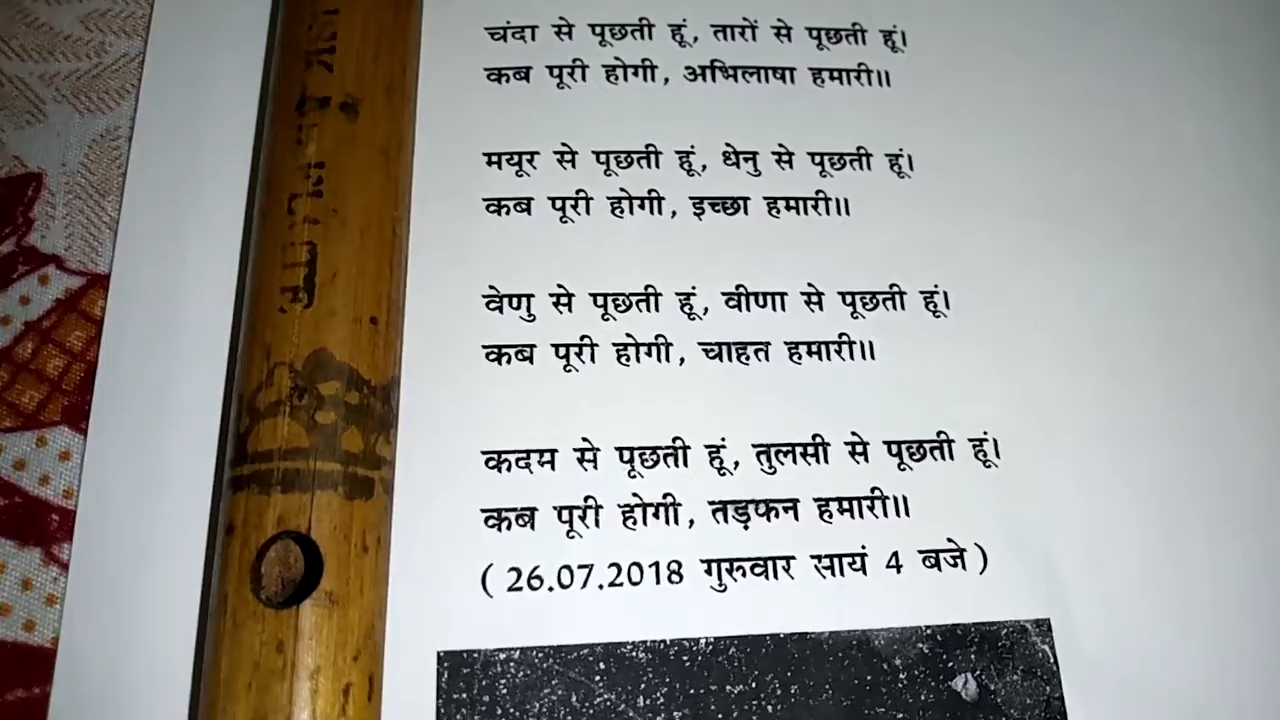 चंदा से पूछती हूं, तारों से पूछती हूं।
कब पूरी होगी, अभिलाषा हमारी॥
मयूर से पूछती हूं, धेनु से पूछती हूं।
कब पूरी होगी, इच्छा हमारी॥
वेणु से पूछती हूं, वीणा से पूछती हूं।
कब पूरी होगी, चाहत हमारी॥
कदम से पूछती हूं, तुलसी से पूछती हूं।
कब पूरी होगी, तड़फन हमारी॥
( 26.07.2018 गुरुवार सायं 4 बजे )